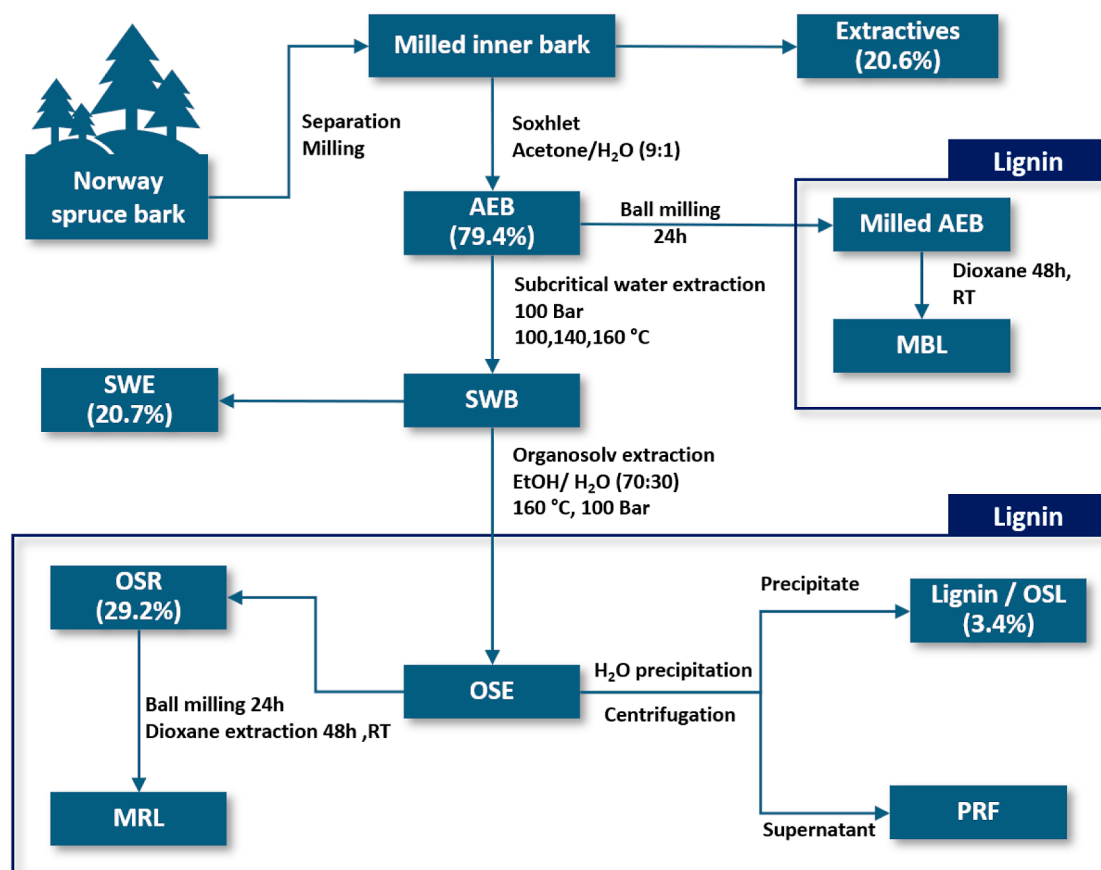 Milled inner bark
Extractives
(20.6%)
Separation
Milling
Soxhlet
Acetone/H₂O (9:1)
Norway
spruce bark
Lignin
AEB
(79.4%)
Ball milling
24h
Milled AEB
Dioxane 48h,
RT
MBL
Subcritical water extraction
100 Bar
100,140,160 °C
SWE
(20.7%)
SWB
Organosolv extraction
EtOH/ H₂O (70:30)
160 °C, 100 Bar
Lignin
OSR
(29.2%)
Precipitate
Lignin / OSL
(3.4%)
OSE
H₂O precipitation
Centrifugation
Ball milling 24h
Dioxane extraction 48h ,RT
MRL
Supernatant
PRF